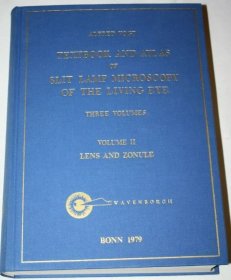 ALFRED VOGT
TEXTBOOK AND ATLAS
OF
SLIT LAMP MICROSCOPY
OF THE LIVING EYE
THREE VOLUMES
VOLUME II
LENS AND ZONULE
WAYENBORGH
BONN 1979